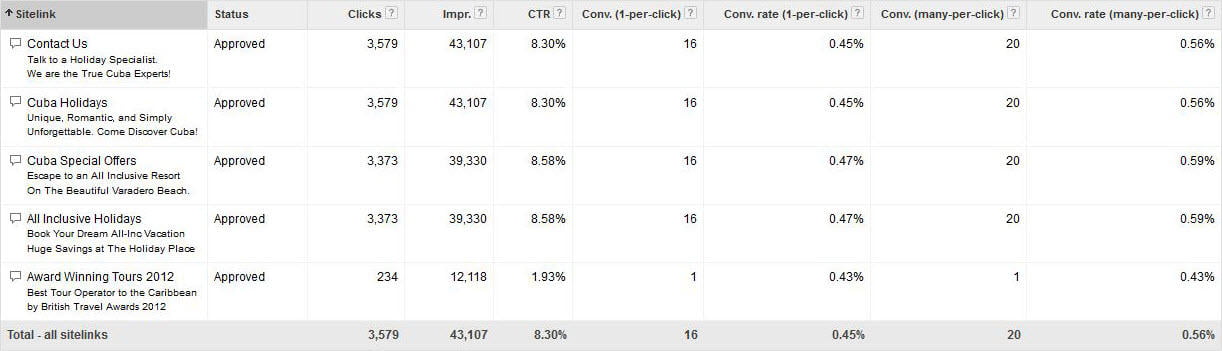 ↑ Sitelink Status Clicks ? Impr. ? CTR ? Conv. (1-per-click) ? Conv. rate (1-per-click) ? Conv. (many-per-click) ? Conv. rate (many-per-click) ?
Contact Us Approved 3,579 43,107 8.30% 16 0.45% 20 0.56%
Talk to a Holiday Specialist.
We are the True Cuba Experts!
Cuba Holidays Approved 3,579 43,107 8.30% 16 0.45% 20 0.56%
Unique, Romantic, and Simply
Unforgettable. Come Discover Cuba!
Cuba Special Offers Approved 3,373 39,330 8.58% 16 0.47% 20 0.59%
Escape to an All Inclusive Resort
On The Beautiful Varadero Beach.
All Inclusive Holidays Approved 3,373 39,330 8.58% 16 0.47% 20 0.59%
Book Your Dream All-Inc Vacation
Huge Savings at The Holiday Place
Award Winning Tours 2012 Approved 234 12,118 1.93% 1 0.43% 1 0.43%
Best Tour Operator to the Caribbean
by British Travel Awards 2012
Total - all sitelinks 3,579 43,107 8.30% 16 0.45% 20 0.56%